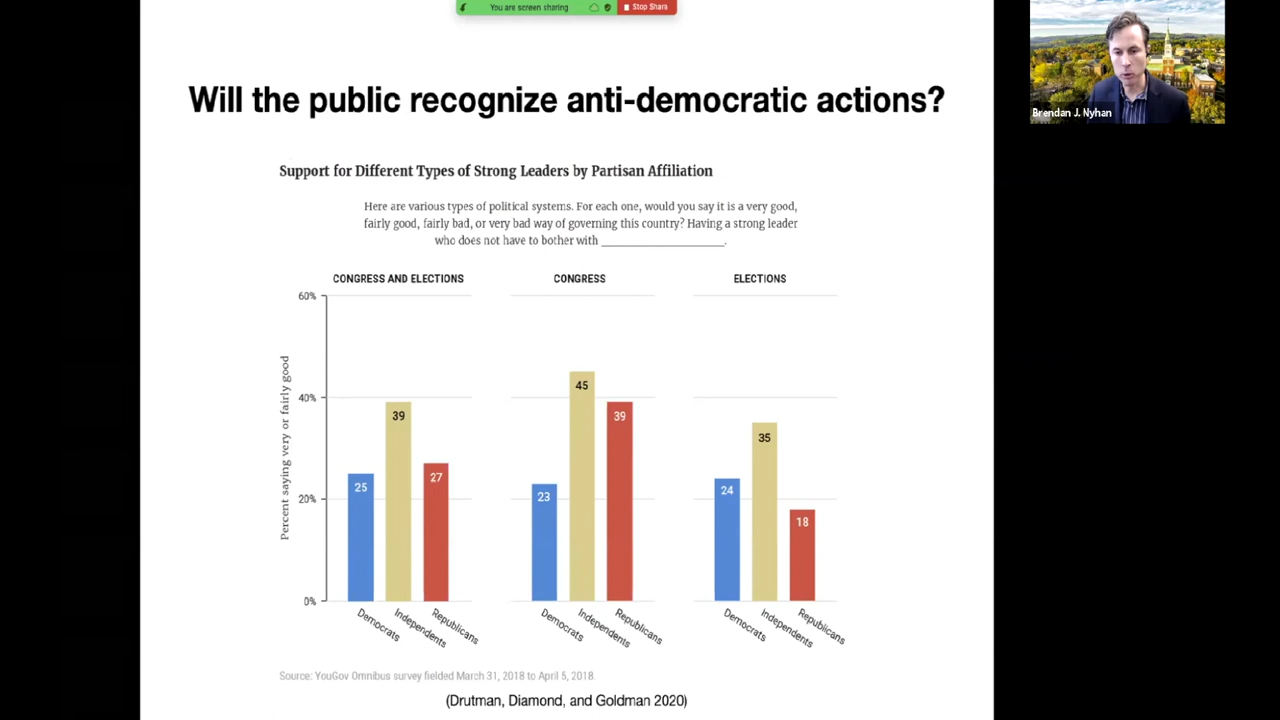 You are screen sharing
Stop Share
Will the public recognize anti-democratic actions?
Brendan J. Nyhan
Support for Different Types of Strong Leaders by Partisan Affiliation
Here are various types of political systems. For each one, would you say it is a very good,
fairly good, fairly bad, or very bad way of governing this country? Having a strong leader
who does not have to bother with ____________________.
CONGRESS AND ELECTIONS
CONGRESS
ELECTIONS
Percent saying very or fairly good
60%
40%
20%
0%
25
39
27
23
45
39
24
35
18
Democrats
Independents
Republicans
Democrats
Independents
Republicans
Democrats
Independents
Republicans
Source: YouGov Omnibus survey fielded March 31, 2018 to April 5, 2018.
(Drutman, Diamond, and Goldman 2020)